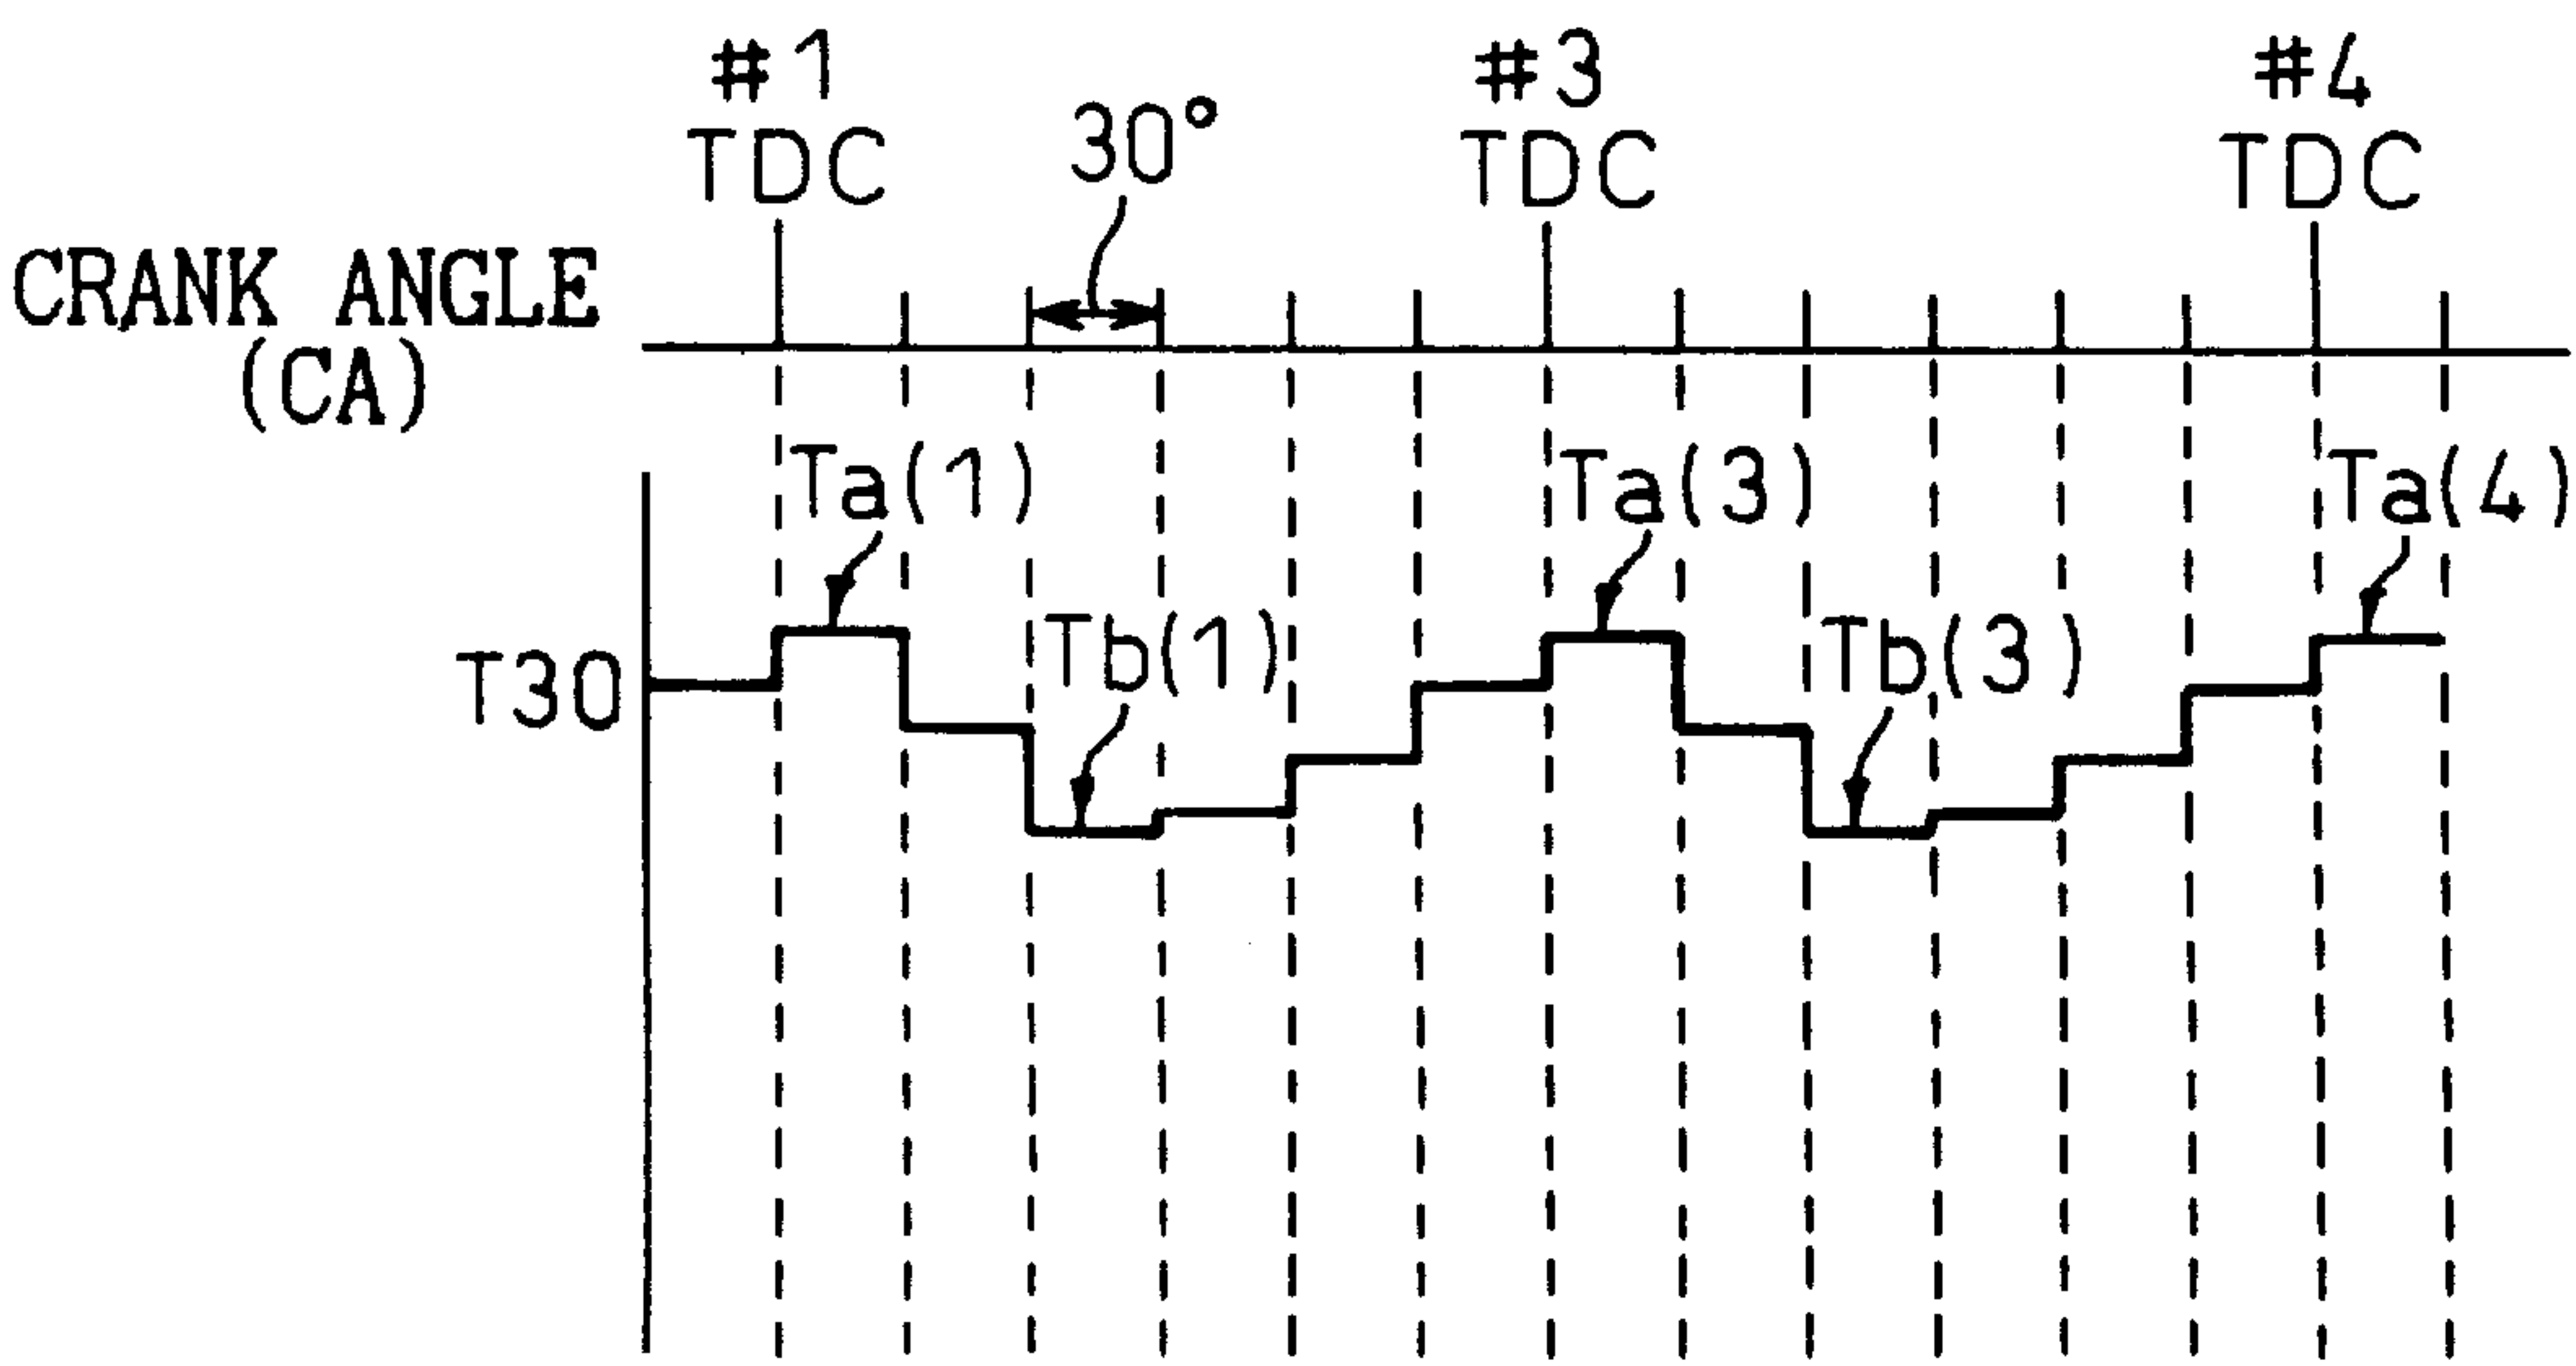 #1
TDC
30°
#3
TDC
#4
TDC
CRANK ANGLE
(CA)
Ta(1)
Ta(3)
Ta(4)
T30
Tb(1)
Tb(3)